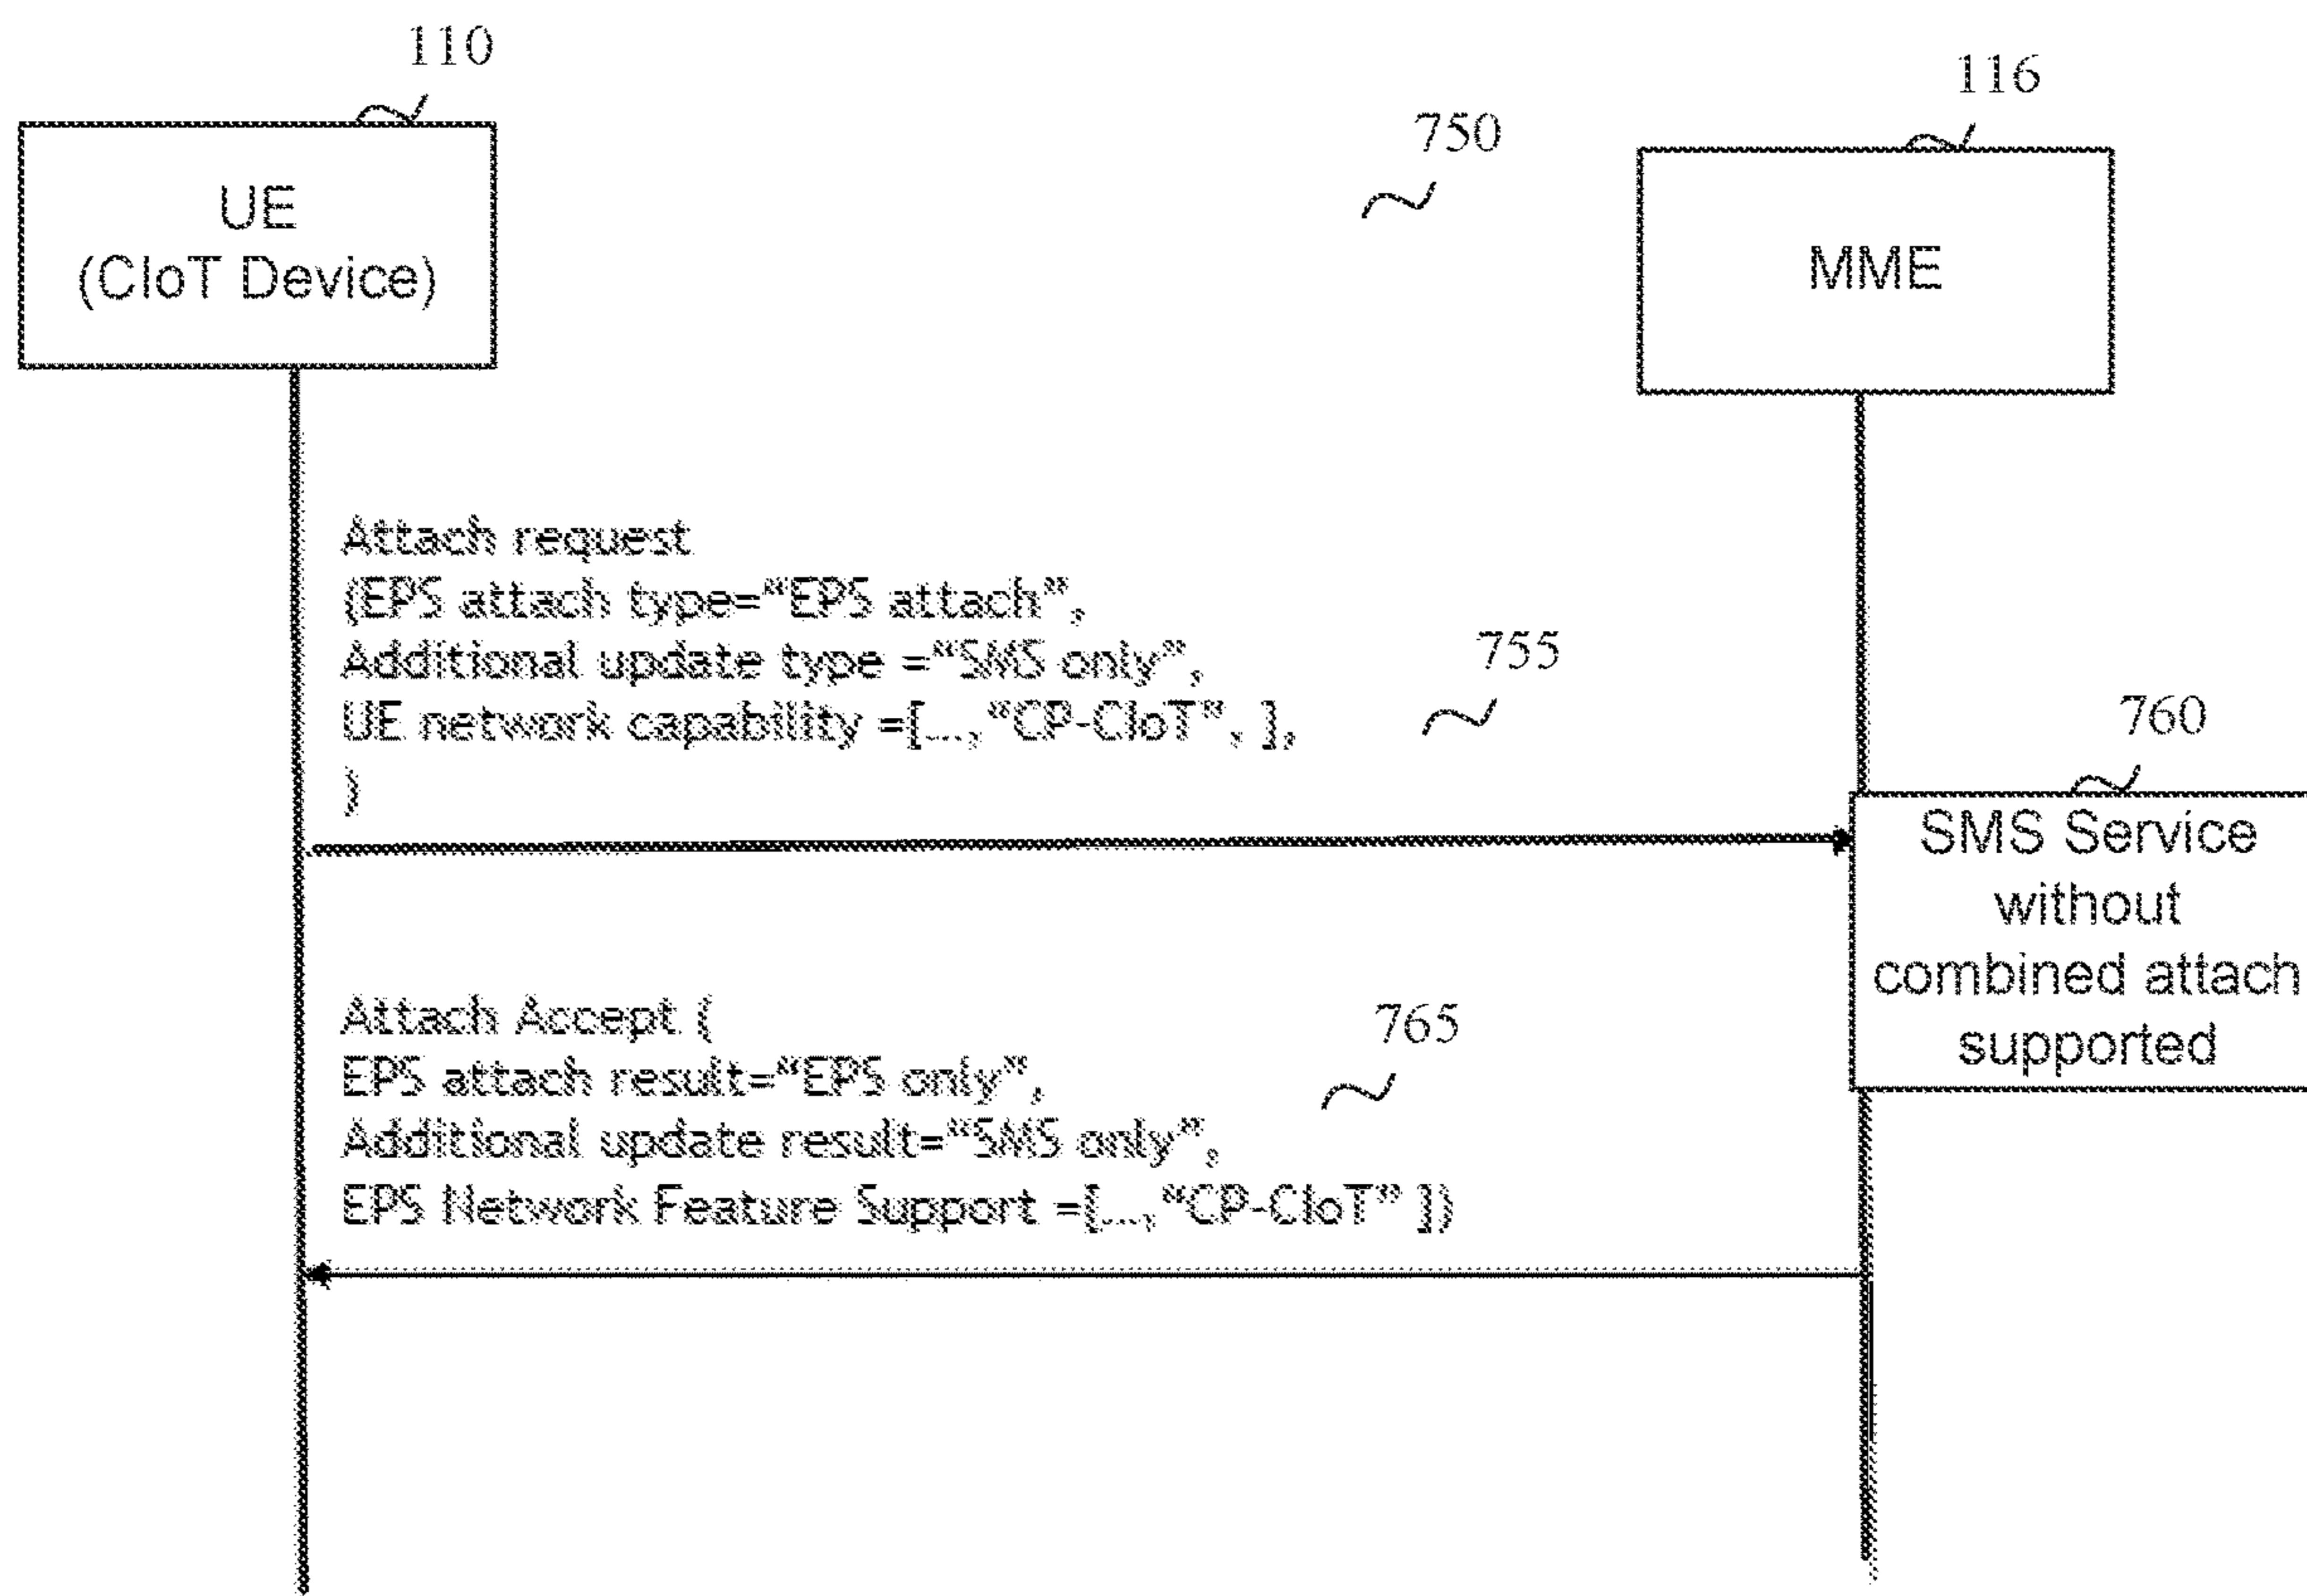 110
116
750
UE
(CIoT Device)
MME
Attach request
(EPS attach type=“EPS attach”,
Additional update type =“SMS only”,
755
UE network capability =[...,“CP-CIoT”, ],
)
760
SMS Service
without
combined attach
supported
Attach Accept (
765
EPS attach result=“EPS only”,
Additional update result=“SMS only”,
EPS Network Feature Support =[...,“CP-CIoT” ])